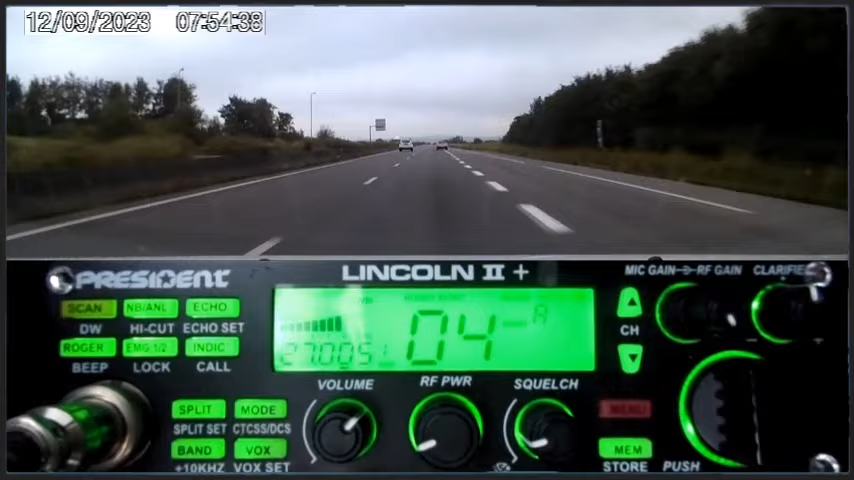 12/09/2023 07:54:38
PRESIDENT LINCOLN II + MIC GAIN RF GAIN CLARIFIER
SCAN NB/ANL ECHO
DW HI-CUT ECHO SET
ROGER EMG 1/2 INDIC
BEEP LOCK CALL
27.005 04 A
CH
VOLUME RF PWR SQUELCH
SPLIT MODE
SPLIT SET CTCSS/DCS
BAND VOX
+10KHZ VOX SET
MENU
MEM
STORE PUSH